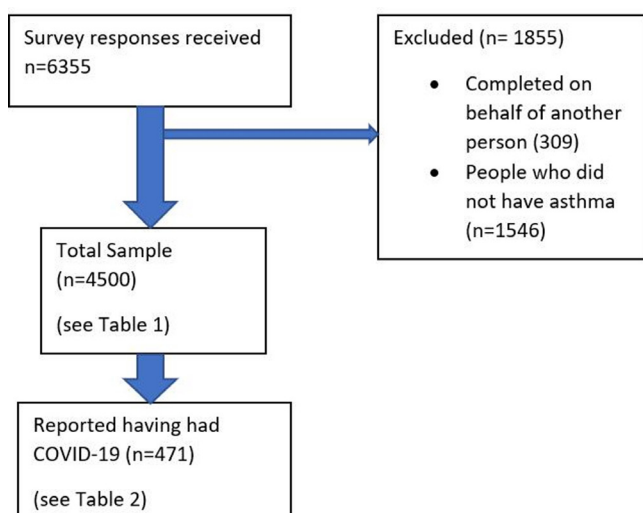 Survey responses received
n=6355
Excluded (n= 1855)
• Completed on
behalf of another
person (309)
• People who did
not have asthma
(n=1546)
Total Sample
(n=4500)
(see Table 1)
Reported having had
COVID-19 (n=471)
(see Table 2)